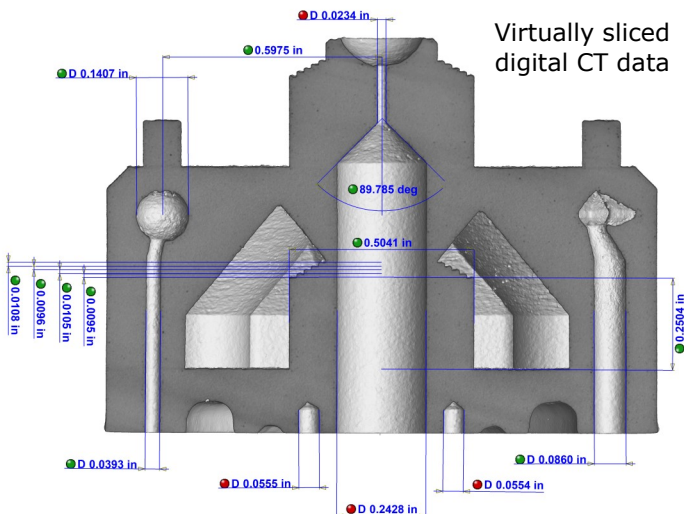 D 0.0234 in
Virtually sliced
digital CT data
0.5975 in
D 0.1407 in
89.785 deg
0.5041 in
0.0108 in
0.0096 in
0.0105 in
0.0095 in
0.2504 in
D 0.0393 in
D 0.0555 in
D 0.2428 in
D 0.0554 in
D 0.0860 in